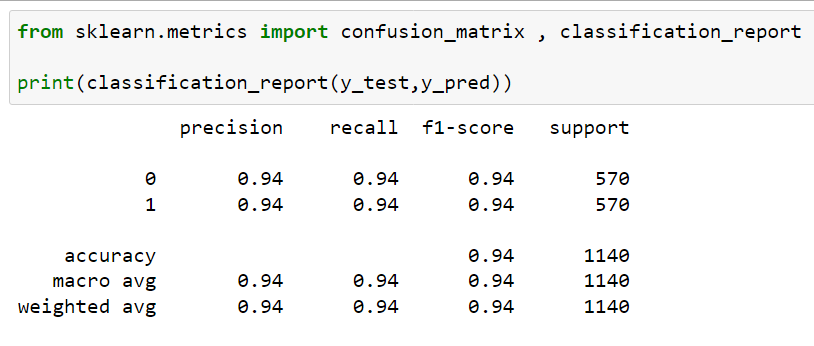 from sklearn.metrics import confusion_matrix , classification_report
print(classification_report(y_test,y_pred))
precision recall f1-score support
0 0.94 0.94 0.94 570
1 0.94 0.94 0.94 570
accuracy 0.94 1140
macro avg 0.94 0.94 0.94 1140
weighted avg 0.94 0.94 0.94 1140